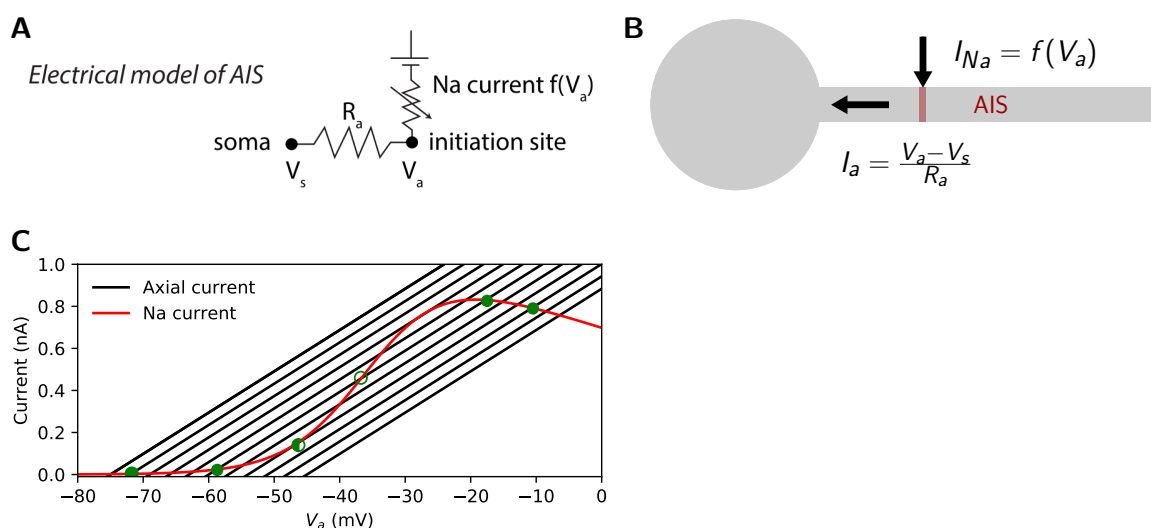 A
Electrical model of AIS
Na current f(Va)
Ra
soma
initiation site
Vs
Va
B
INa = f(Va)
AIS
Ia = Va−Vs / Ra
C
Current (nA)
1.0
0.8
0.6
0.4
0.2
0.0
Axial current
Na current
−80 −70 −60 −50 −40 −30 −20 −10 0
Va (mV)